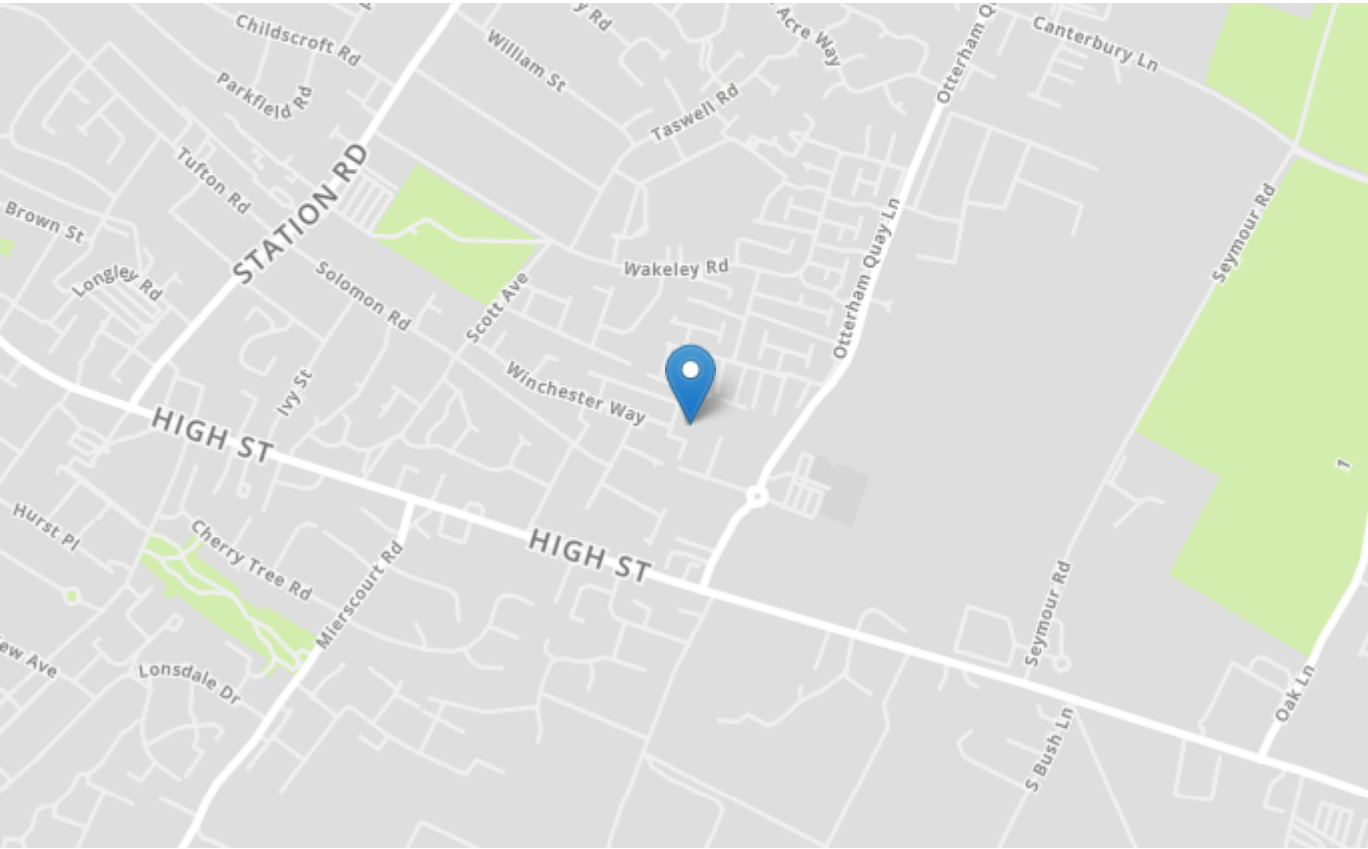 Childscroft Rd
William St
Acre Way
Otterham
Canterbury Ln
Parkfield Rd
Taswell Rd
Tufton Rd
STATION RD
Brown St
Longley Rd
Solomon Rd
Wakeley Rd
Otterham Quay Ln
Seymour Rd
Scott Ave
Ivy St
Winchester Way
HIGH ST
1
Hurst Pl
Cherry Tree Rd
Mierscourt Rd
HIGH ST
Seymour Rd
Ave
Lonsdale Dr
Oak Ln
S Bush Ln